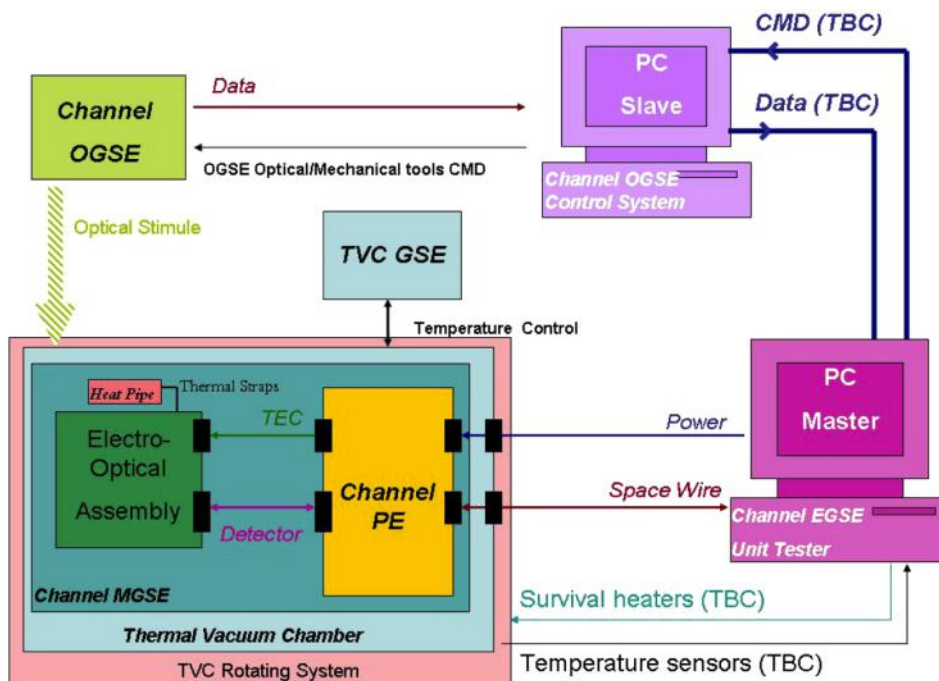 CMD (TBC)
PC
Slave
Data
Channel
OGSE
Data (TBC)
OGSE Optical/Mechanical tools CMD
Channel OGSE
Control System
Optical Stimule
TVC GSE
Temperature Control
Heat Pipe
Thermal Straps
PC
Master
TEC
Power
Electro-
Optical
Assembly
Channel
PE
Space Wire
Detector
Channel EGSE
Unit Tester
Channel MGSE
Survival heaters (TBC)
Thermal Vacuum Chamber
TVC Rotating System
Temperature sensors (TBC)